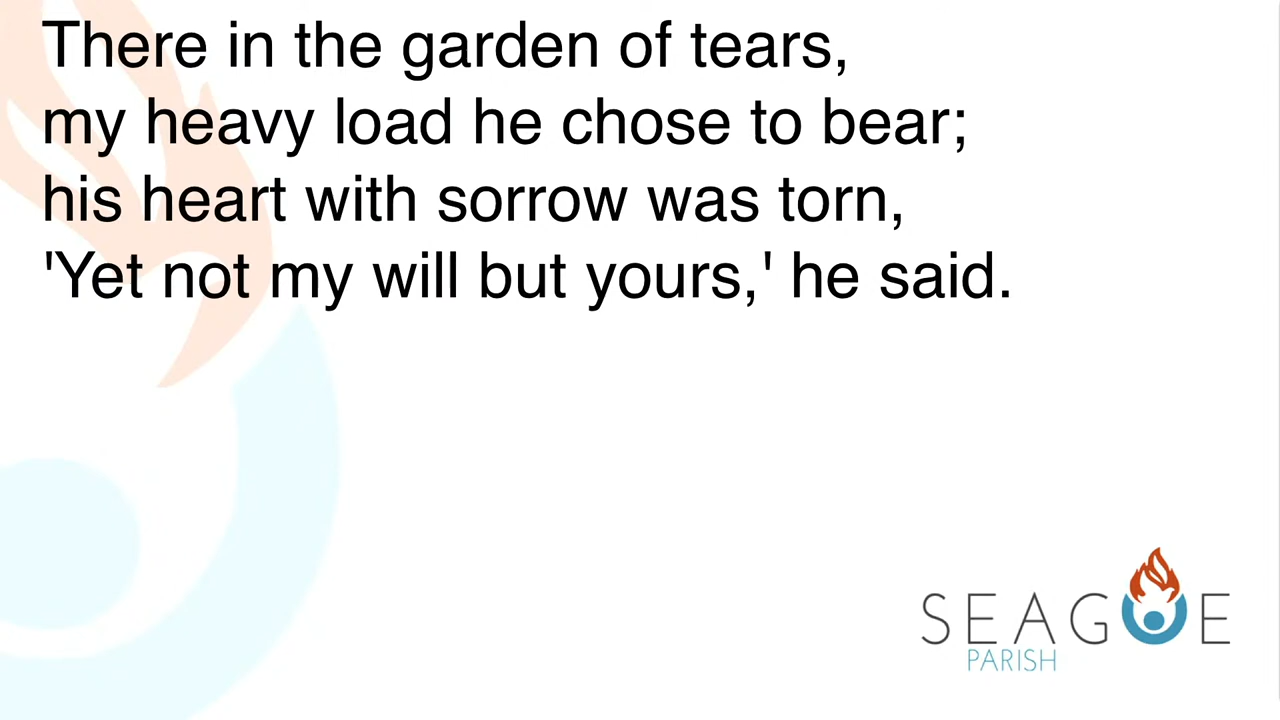 There in the garden of tears,
my heavy load he chose to bear;
his heart with sorrow was torn,
'Yet not my will but yours,' he said.
SEAGOE
PARISH